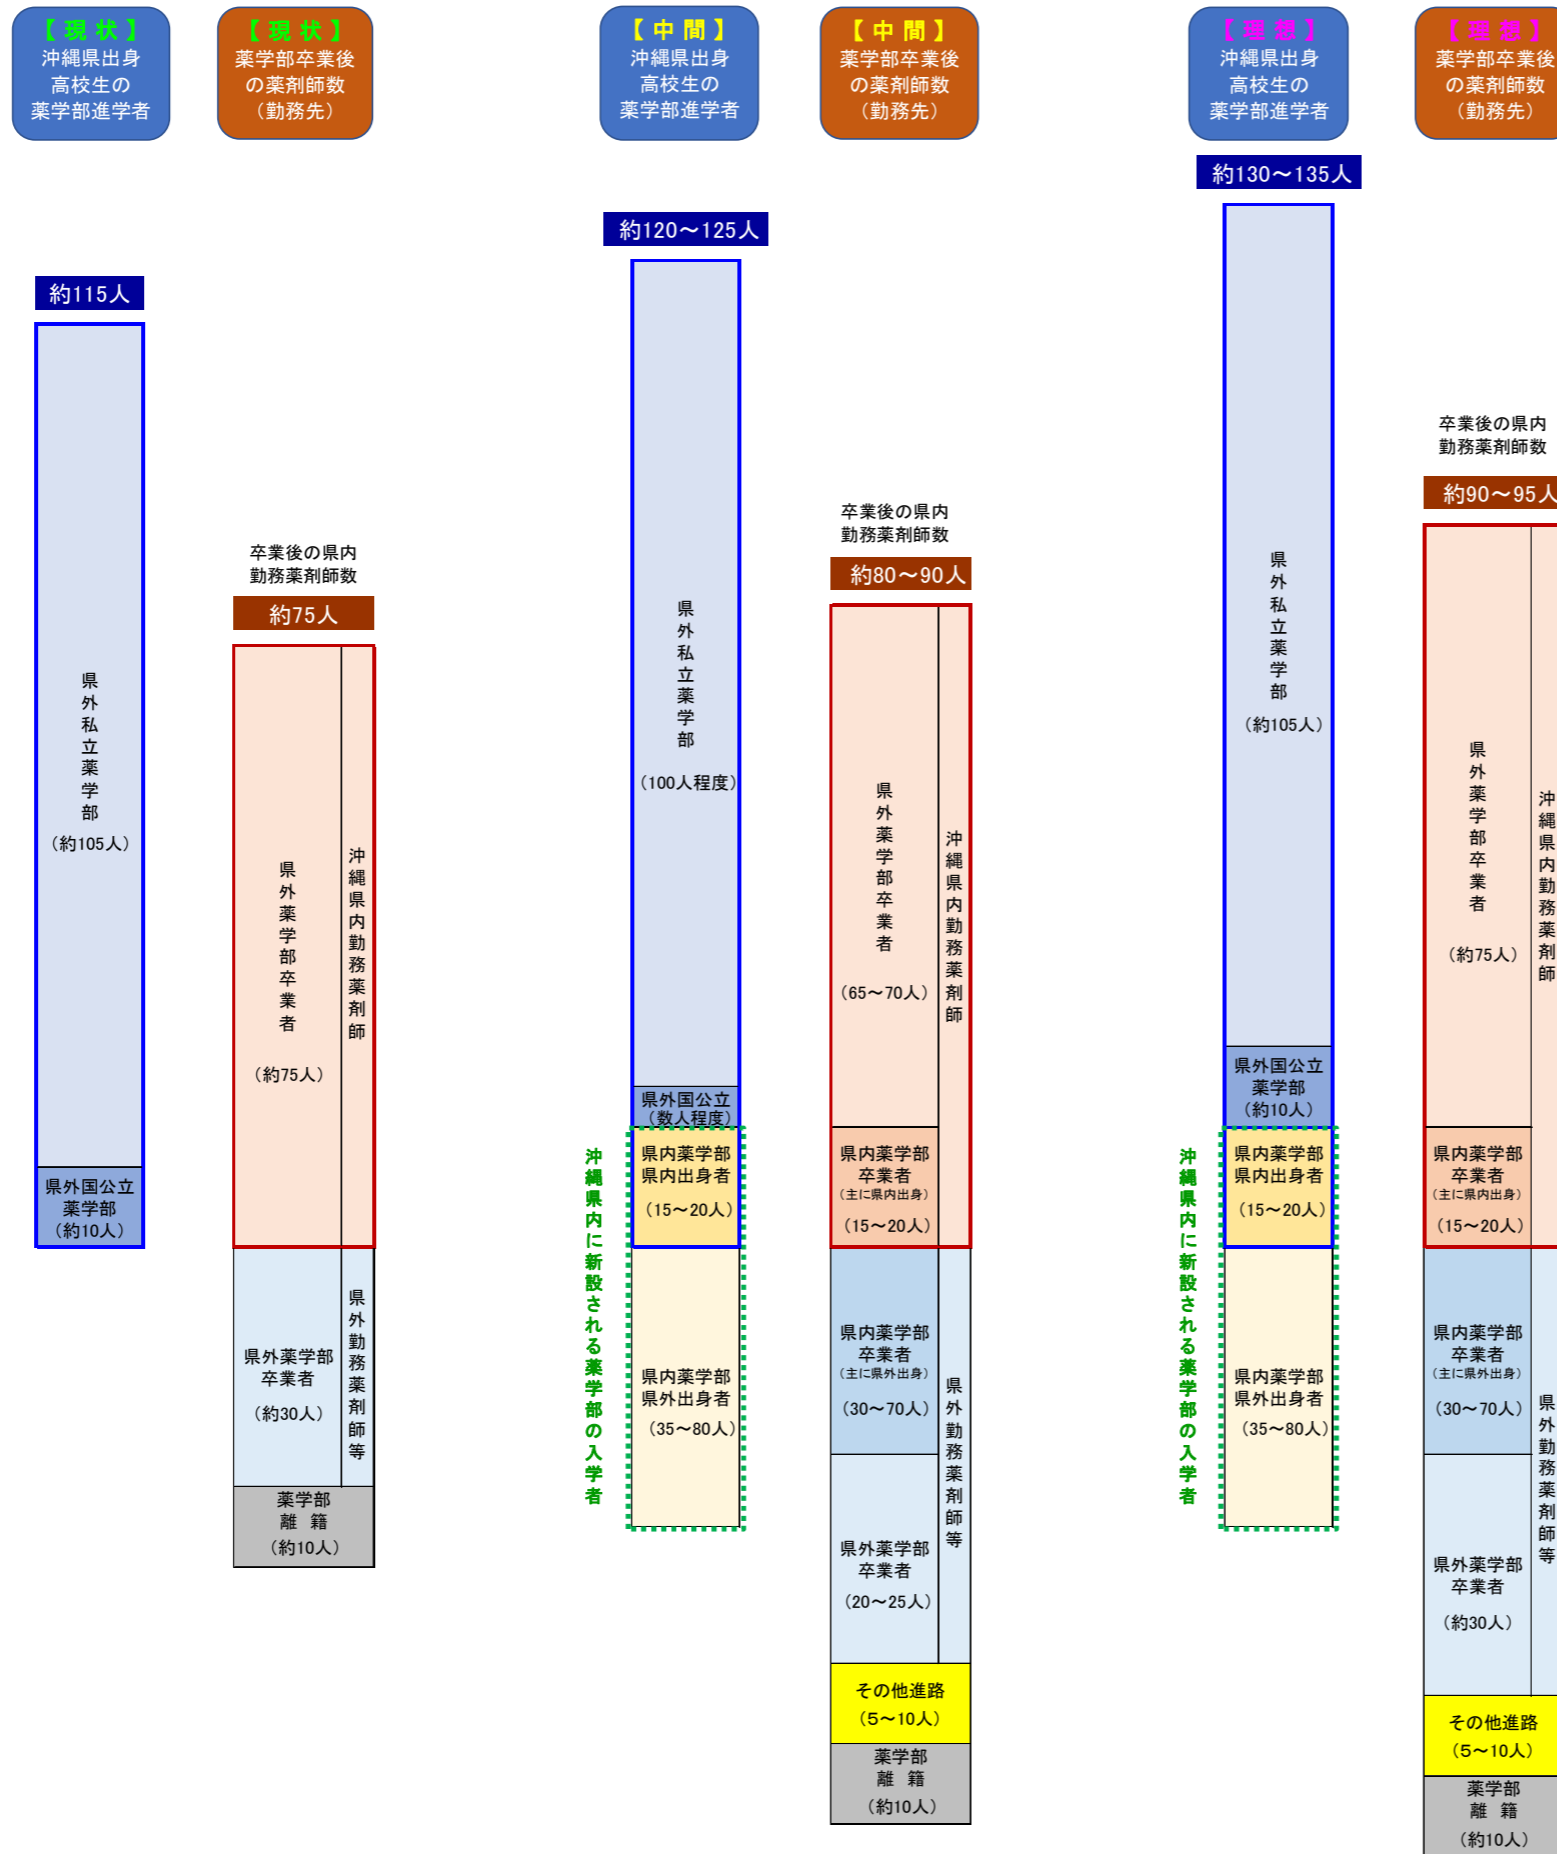 【 現 状 】
沖縄県出身
高校生の
薬学部進学者
約115人
県外私立薬学部
（約105人）
県外国公立
薬学部
（約10人）
【 現 状 】
薬学部卒業後
の薬剤師数
（勤務先）
卒業後の県内
勤務薬剤師数
約75人
県外薬学部卒業者
（約75人）
沖縄県内勤務薬剤師
県外薬学部
卒業者
（約30人）
県外勤務薬剤師等
薬学部
離 籍
（約10人）
【 中 間 】
沖縄県出身
高校生の
薬学部進学者
約120～125人
県外私立薬学部
（100人程度）
県外国公立
（数人程度）
沖縄県内に新設される薬学部の入学者
県内薬学部
県内出身者
（15～20人）
県内薬学部
県外出身者
（35～80人）
【 中 間 】
薬学部卒業後
の薬剤師数
（勤務先）
卒業後の県内
勤務薬剤師数
約80～90人
県外薬学部卒業者
（65～70人）
沖縄県内勤務薬剤師
県内薬学部
卒業者
（主に県内出身）
（15～20人）
県内薬学部
卒業者
（主に県外出身）
（30～70人）
県外勤務薬剤師等
県外薬学部
卒業者
（20～25人）
その他進路
（5～10人）
薬学部
離 籍
（約10人）
【 理 想 】
沖縄県出身
高校生の
薬学部進学者
約130～135人
県外私立薬学部
（約105人）
県外国公立
薬学部
（約10人）
沖縄県内に新設される薬学部の入学者
県内薬学部
県内出身者
（15～20人）
県内薬学部
県外出身者
（35～80人）
【 理 想 】
薬学部卒業後
の薬剤師数
（勤務先）
卒業後の県内
勤務薬剤師数
約90～95人
県外薬学部卒業者
（約75人）
沖縄県内勤務薬剤師
県内薬学部
卒業者
（主に県内出身）
（15～20人）
県内薬学部
卒業者
（主に県外出身）
（30～70人）
県外勤務薬剤師等
県外薬学部
卒業者
（約30人）
その他進路
（5～10人）
薬学部
離 籍
（約10人）